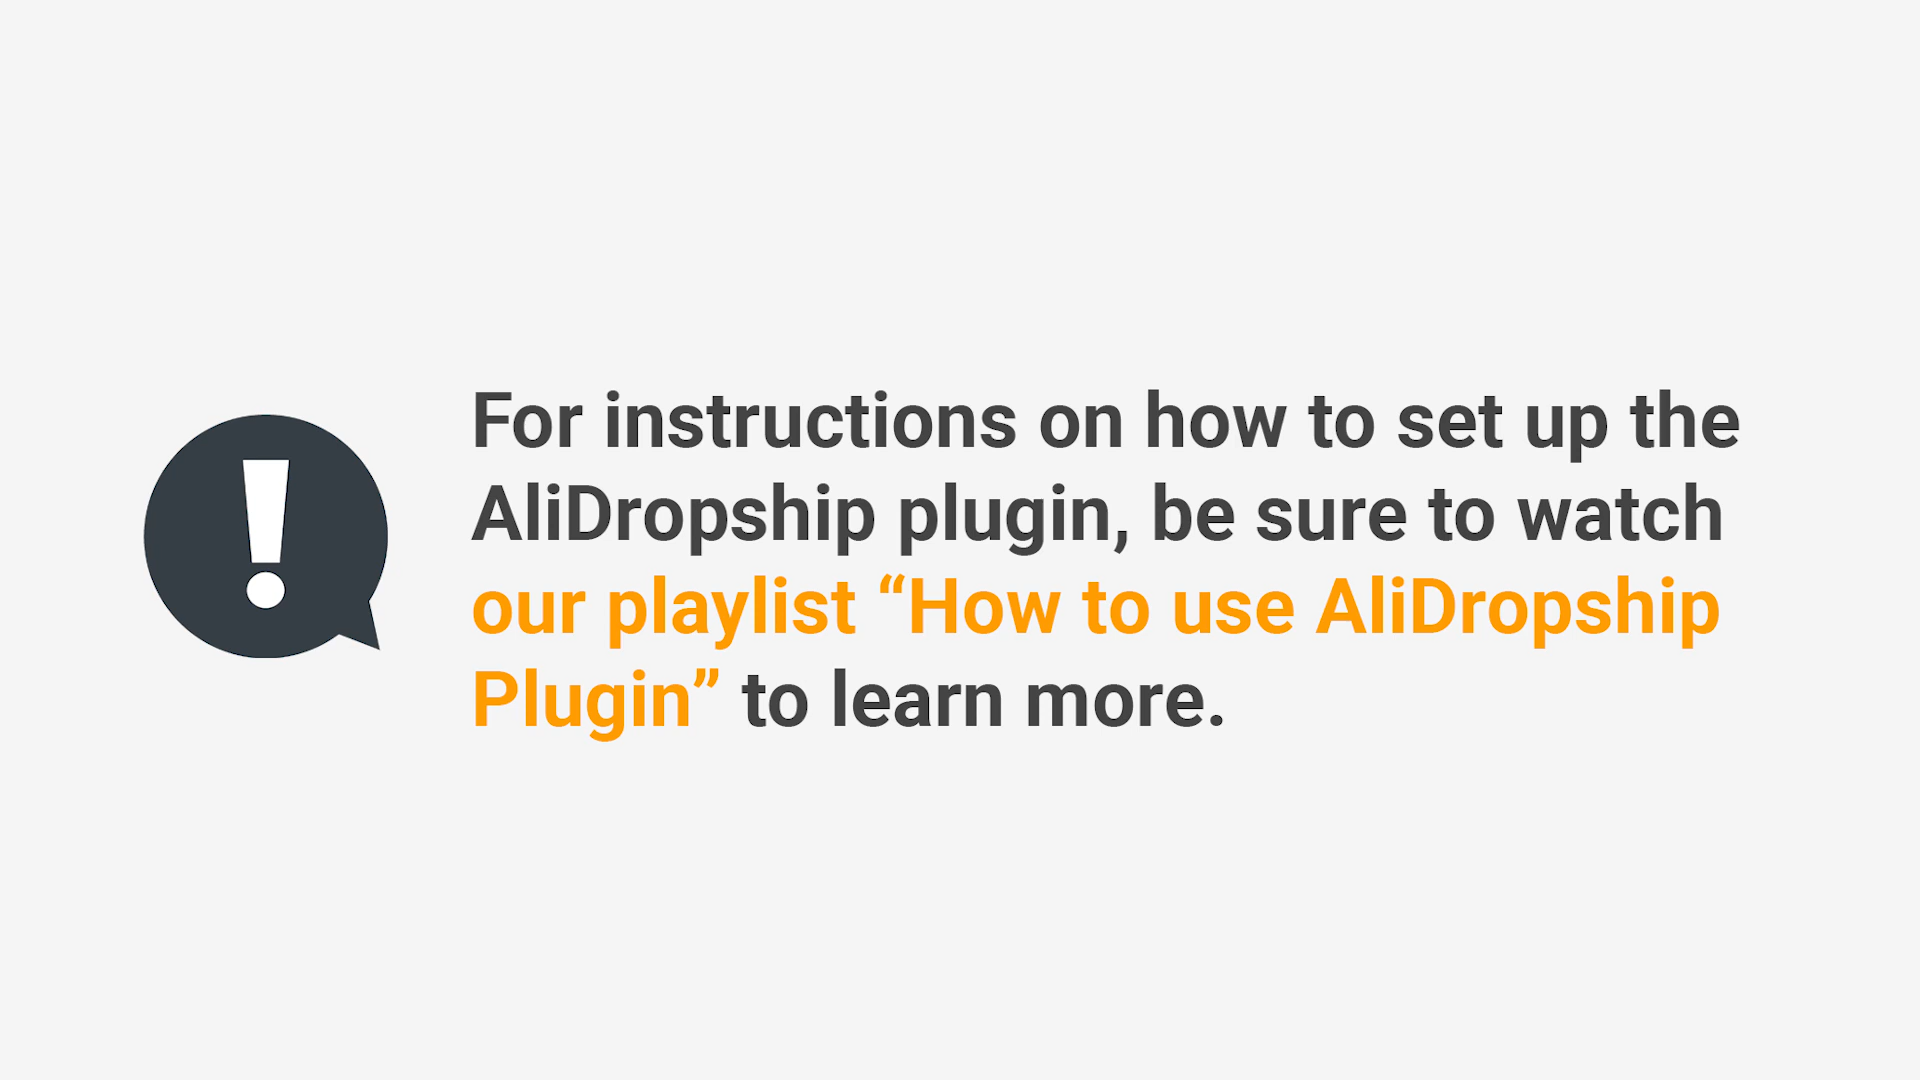 For instructions on how to set up the
AliDropship plugin, be sure to watch
our playlist “How to use AliDropship
Plugin” to learn more.